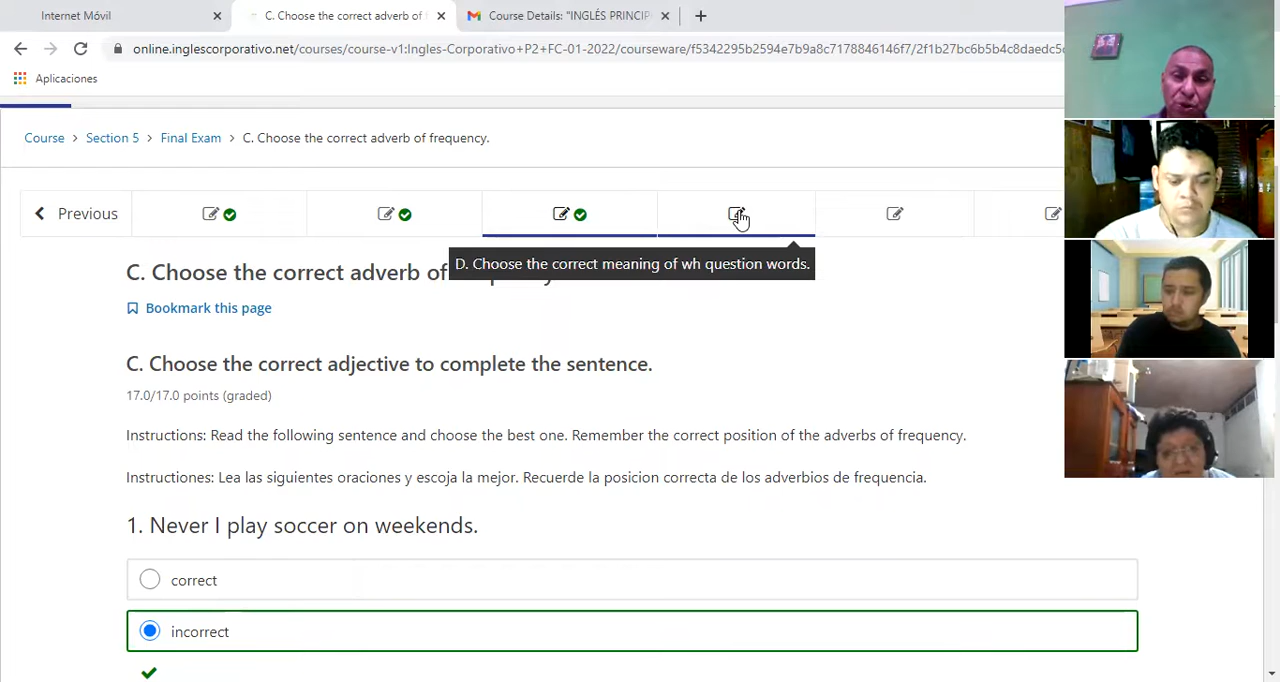 Internet Móvil
C. Choose the correct adverb of
Course Details: "INGLÉS PRINCIP
online.inglescorporativo.net/courses/course-v1:Ingles-Corporativo+P2+FC-01-2022/courseware/f5342295b2594e7b9a8c7178846146f7/2f1b27bc6b5b4c8daedc5c
Aplicaciones
Course > Section 5 > Final Exam > C. Choose the correct adverb of frequency.
Previous
D. Choose the correct meaning of wh question words.
C. Choose the correct adverb of
Bookmark this page
C. Choose the correct adjective to complete the sentence.
17.0/17.0 points (graded)
Instructions: Read the following sentence and choose the best one. Remember the correct position of the adverbs of frequency.
Instructiones: Lea las siguientes oraciones y escoja la mejor. Recuerde la posicion correcta de los adverbios de frequencia.
1. Never I play soccer on weekends.
correct
incorrect